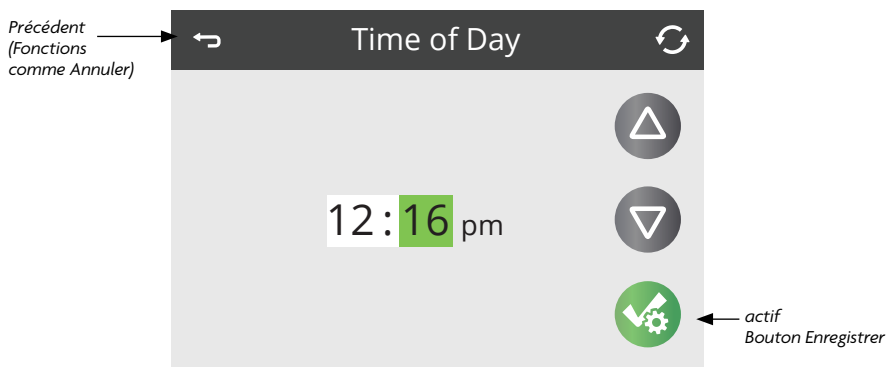 Précédent
(Fonctions
comme Annuler)
Time of Day
12:16 pm
actif
Bouton Enregistrer